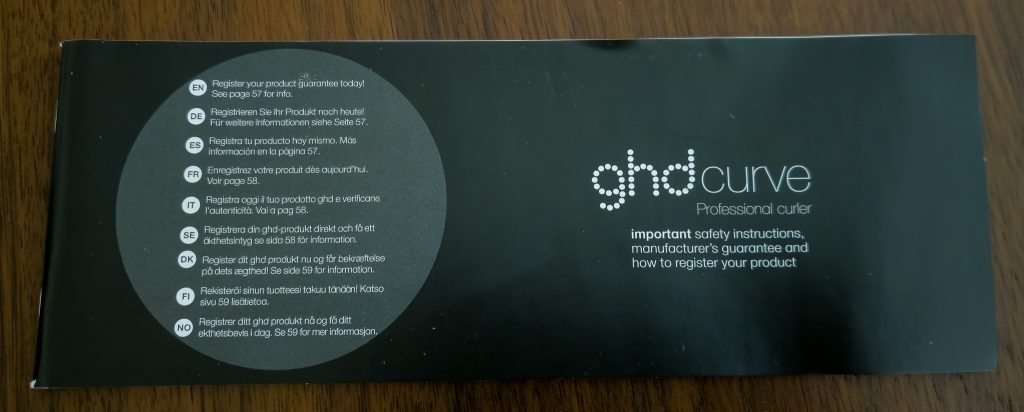 EN Register your product guarantee today!
See page 57 for info.
DE Registrieren Sie Ihr Produkt noch heute!
Für weitere Informationen siehe Seite 57.
ES Registra tu producto hoy mismo. Más
información en la página 57.
FR Enregistrez votre produit dès aujourd'hui.
Voir page 58.
IT Registra oggi il tuo prodotto ghd e verificane
l'autenticità. Vai a pag 58.
SE Registrera din ghd-produkt direkt och få ett
äkthetsintyg se sida 58 för information.
DK Register dit ghd produkt nu og får bekræftelse
på dets ægthed! Se side 59 for information.
FI Rekisteröi sinun tuotteesi takuu tänään! Katso
sivu 59 lisätietoa.
NO Registrer ditt ghd produkt nå og få ditt
ekthetsbevis i dag. Se 59 for mer informasjon.
ghd curve
Professional curler
important safety instructions,
manufacturer's guarantee and
how to register your product